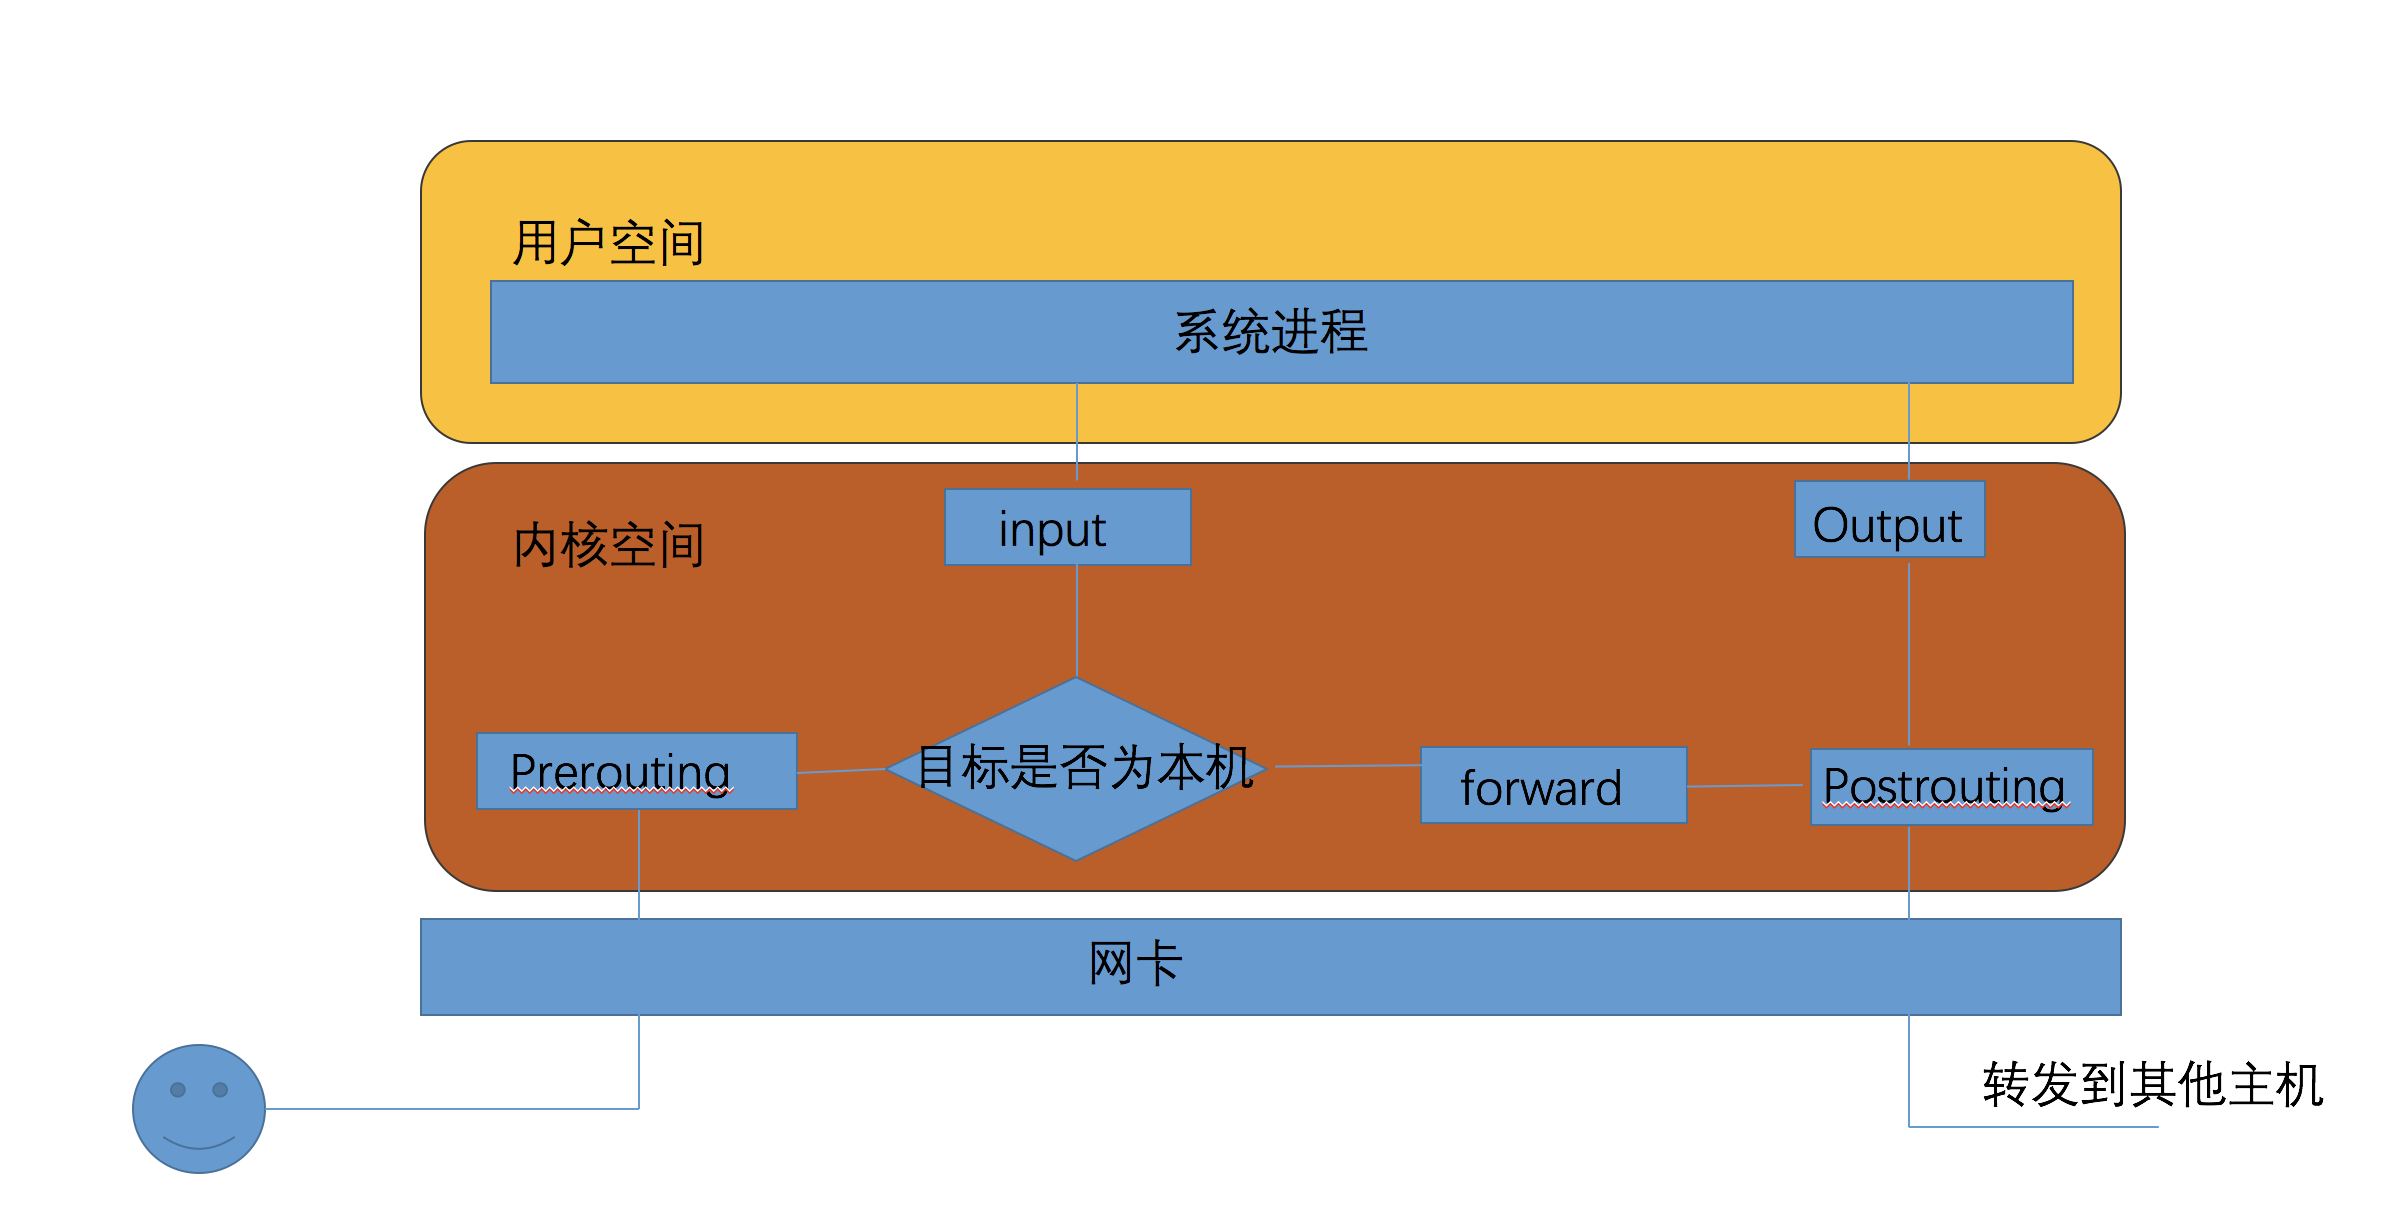 用户空间
系统进程
内核空间
input
Output
Prerouting
目标是否为本机
forward
Postrouting
网卡
转发到其他主机